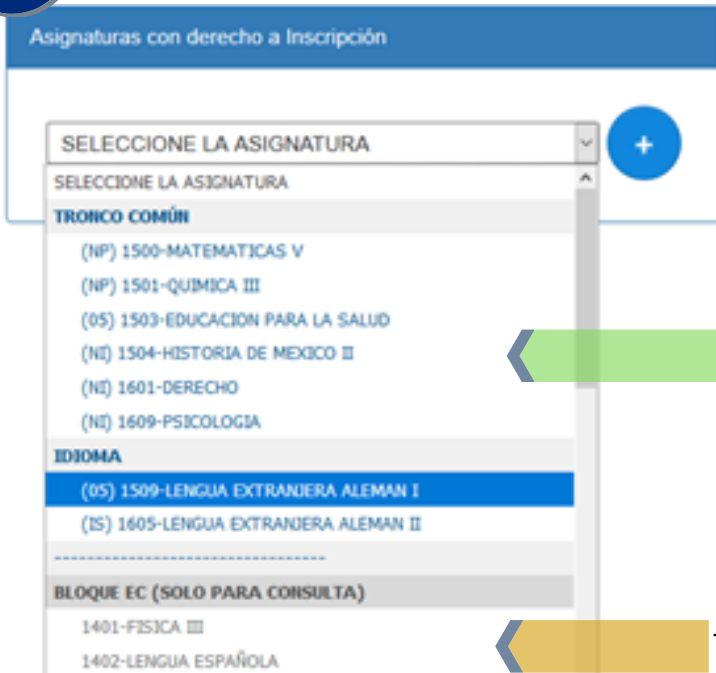 Asignaturas con derecho a Inscripción
SELECCIONE LA ASIGNATURA
+
SELECCIONE LA ASIGNATURA
TRONCO COMÚN
(NP) 1500-MATEMATICAS V
(NP) 1501-QUIMICA III
(05) 1503-EDUCACION PARA LA SALUD
(NI) 1504-HISTORIA DE MEXICO II
(NI) 1601-DERECHO
(NI) 1609-PSICOLOGIA
IDIOMA
(05) 1509-LENGUA EXTRANJERA ALEMAN I
(IS) 1605-LENGUA EXTRANJERA ALEMAN II
---------------------------------
BLOQUE EC (SOLO PARA CONSULTA)
1401-FISICA III
1402-LENGUA ESPAÑOLA